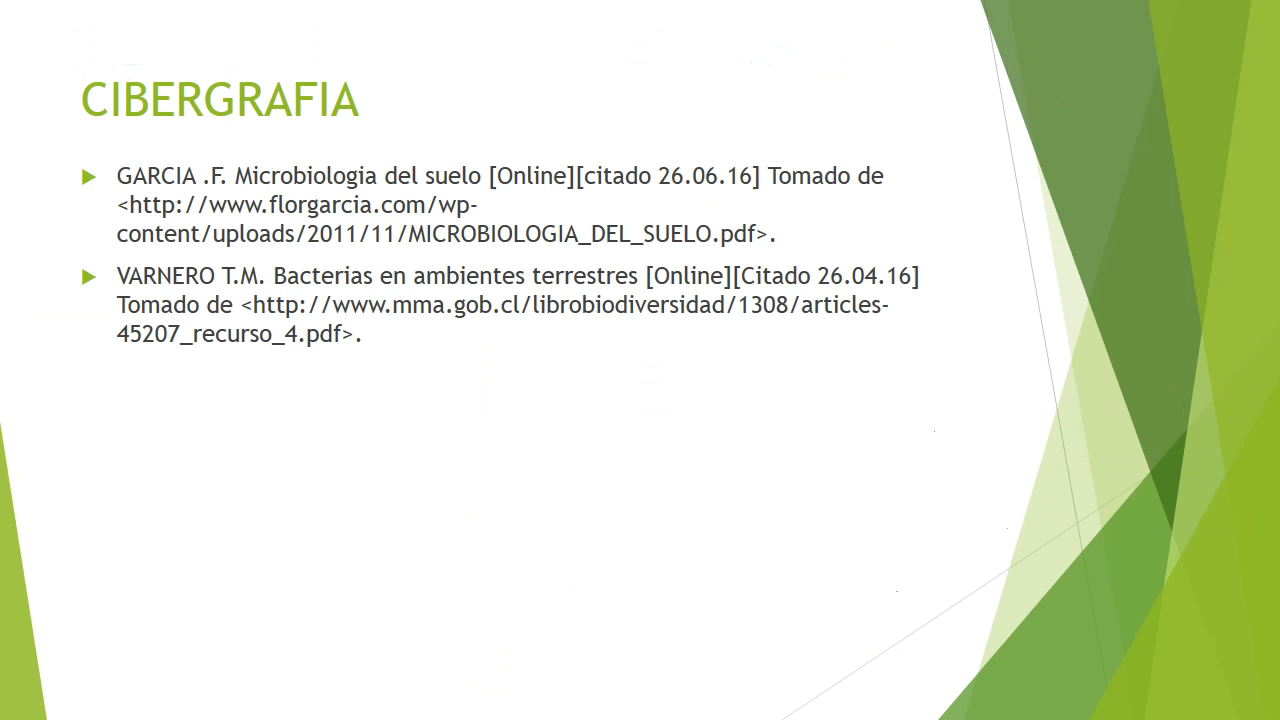 CIBERGRAFIA
GARCIA .F. Microbiologia del suelo [Online][citado 26.06.16] Tomado de
<http://www.florgarcia.com/wp-
content/uploads/2011/11/MICROBIOLOGIA_DEL_SUELO.pdf>.
VARNERO T.M. Bacterias en ambientes terrestres [Online][Citado 26.04.16]
Tomado de <http://www.mma.gob.cl/librobiodiversidad/1308/articles-
45207_recurso_4.pdf>.